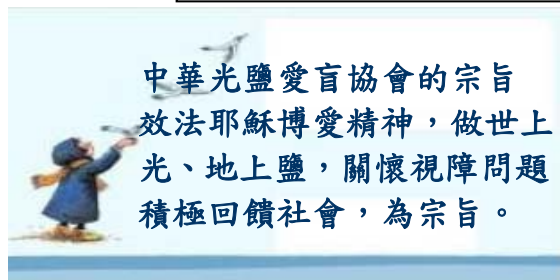 中華光鹽愛盲協會的宗旨
效法耶穌博愛精神，做世上
光、地上鹽，關懷視障問題
積極回饋社會，為宗旨。